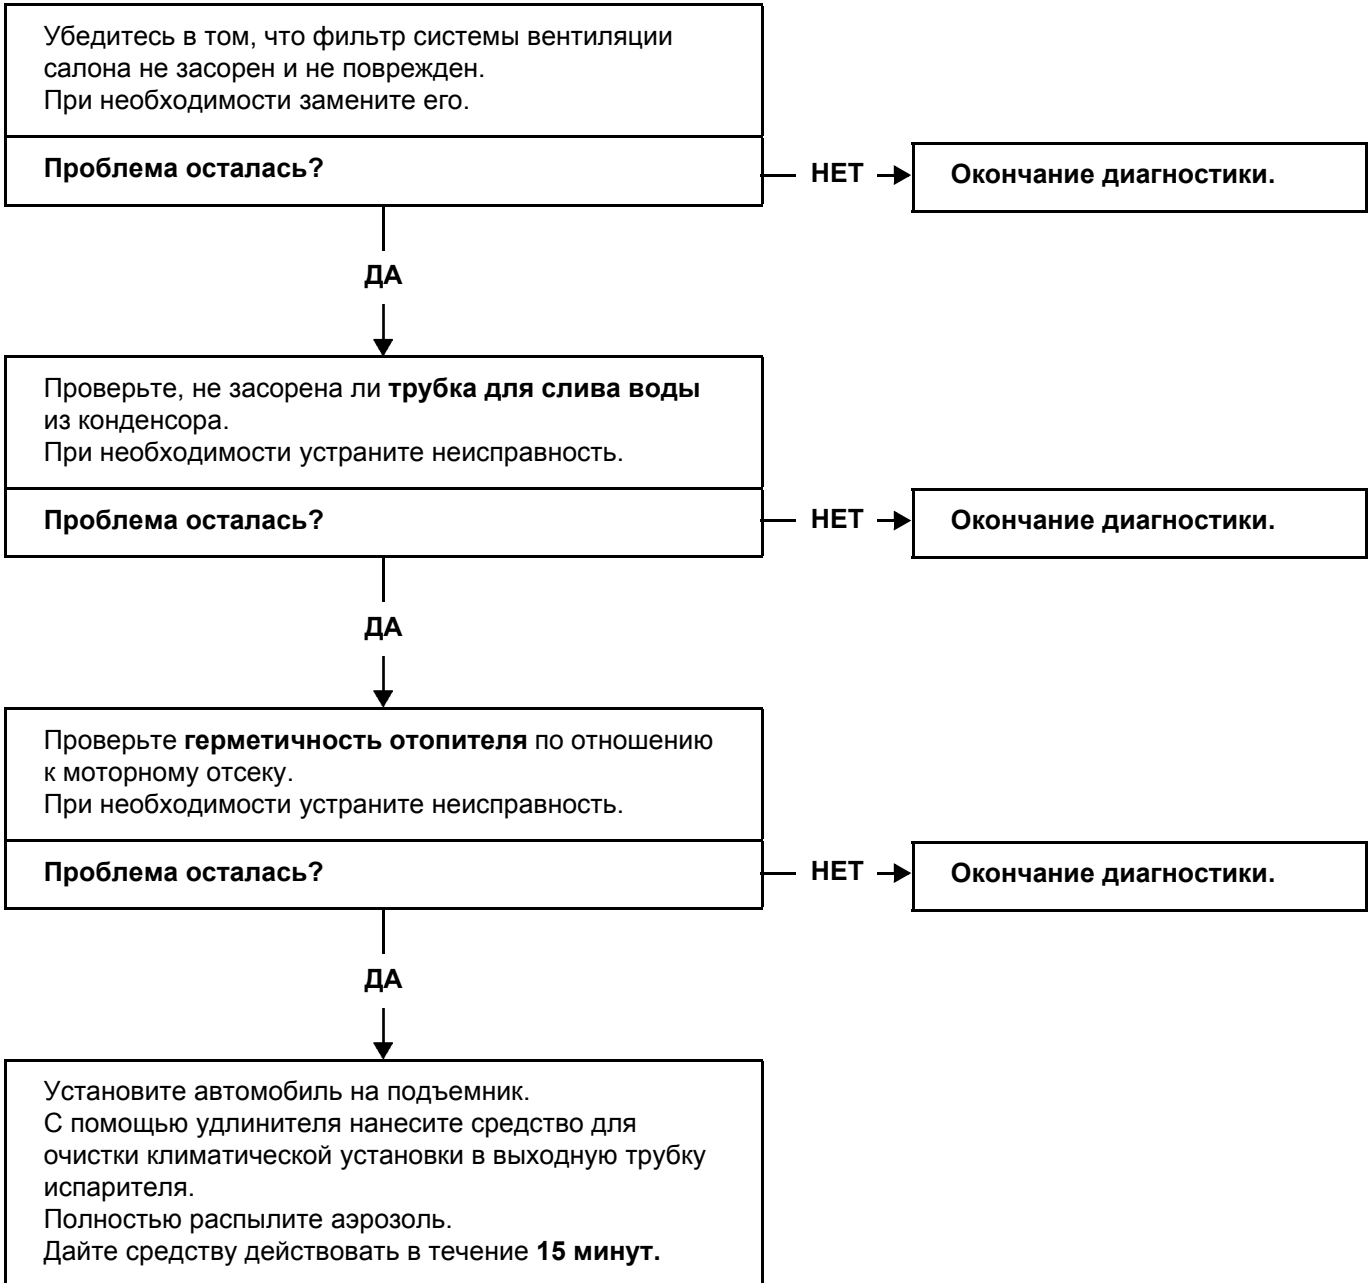 Убедитесь в том, что фильтр системы вентиляции
салона не засорен и не поврежден.
При необходимости замените его.
Проблема осталась?
НЕТ
Окончание диагностики.
ДА
Проверьте, не засорена ли трубка для слива воды
из конденсора.
При необходимости устраните неисправность.
Проблема осталась?
НЕТ
Окончание диагностики.
ДА
Проверьте герметичность отопителя по отношению
к моторному отсеку.
При необходимости устраните неисправность.
Проблема осталась?
НЕТ
Окончание диагностики.
ДА
Установите автомобиль на подъемник.
С помощью удлинителя нанесите средство для
очистки климатической установки в выходную трубку
испарителя.
Полностью распылите аэрозоль.
Дайте средству действовать в течение 15 минут.